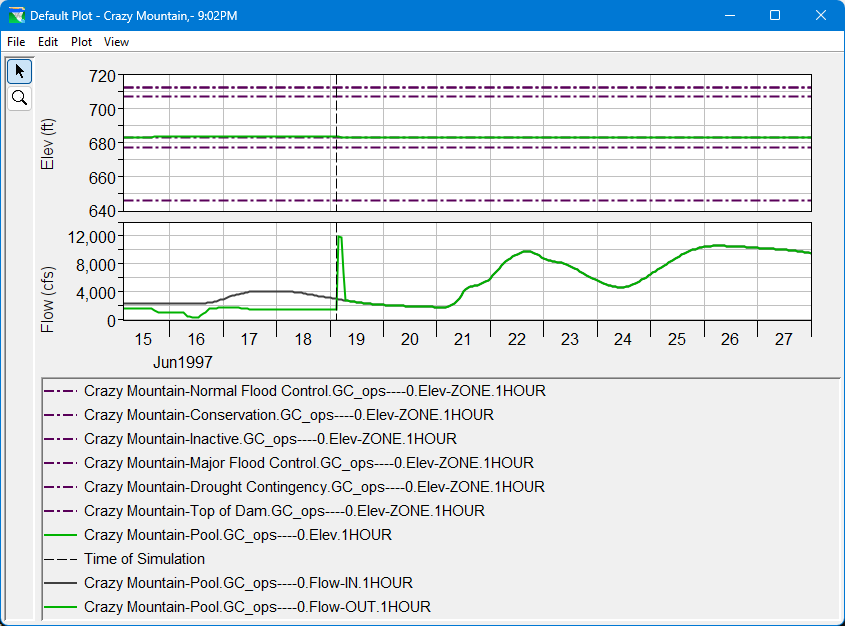 Default Plot - Crazy Mountain,- 9:02PM
File Edit Plot View
720
700
680
660
640
Elev (ft)
12,000
8,000
4,000
0
Flow (cfs)
15 16 17 18 19 20 21 22 23 24 25 26 27
Jun1997
Crazy Mountain-Normal Flood Control.GC_ops----0.Elev-ZONE.1HOUR
Crazy Mountain-Conservation.GC_ops----0.Elev-ZONE.1HOUR
Crazy Mountain-Inactive.GC_ops----0.Elev-ZONE.1HOUR
Crazy Mountain-Major Flood Control.GC_ops----0.Elev-ZONE.1HOUR
Crazy Mountain-Drought Contingency.GC_ops----0.Elev-ZONE.1HOUR
Crazy Mountain-Top of Dam.GC_ops----0.Elev-ZONE.1HOUR
Crazy Mountain-Pool.GC_ops----0.Elev.1HOUR
Time of Simulation
Crazy Mountain-Pool.GC_ops----0.Flow-IN.1HOUR
Crazy Mountain-Pool.GC_ops----0.Flow-OUT.1HOUR